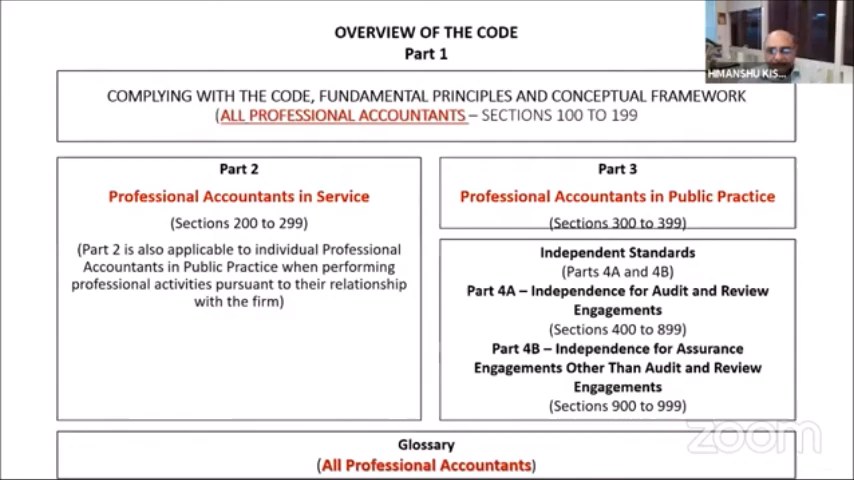 OVERVIEW OF THE CODE
Part 1
HIMANSHU KIS...
COMPLYING WITH THE CODE, FUNDAMENTAL PRINCIPLES AND CONCEPTUAL FRAMEWORK
(ALL PROFESSIONAL ACCOUNTANTS – SECTIONS 100 TO 199
Part 2
Professional Accountants in Service
(Sections 200 to 299)
(Part 2 is also applicable to individual Professional
Accountants in Public Practice when performing
professional activities pursuant to their relationship
with the firm)
Part 3
Professional Accountants in Public Practice
(Sections 300 to 399)
Independent Standards
(Parts 4A and 4B)
Part 4A – Independence for Audit and Review
Engagements
(Sections 400 to 899)
Part 4B – Independence for Assurance
Engagements Other Than Audit and Review
Engagements
(Sections 900 to 999)
zoom
Glossary
(All Professional Accountants)